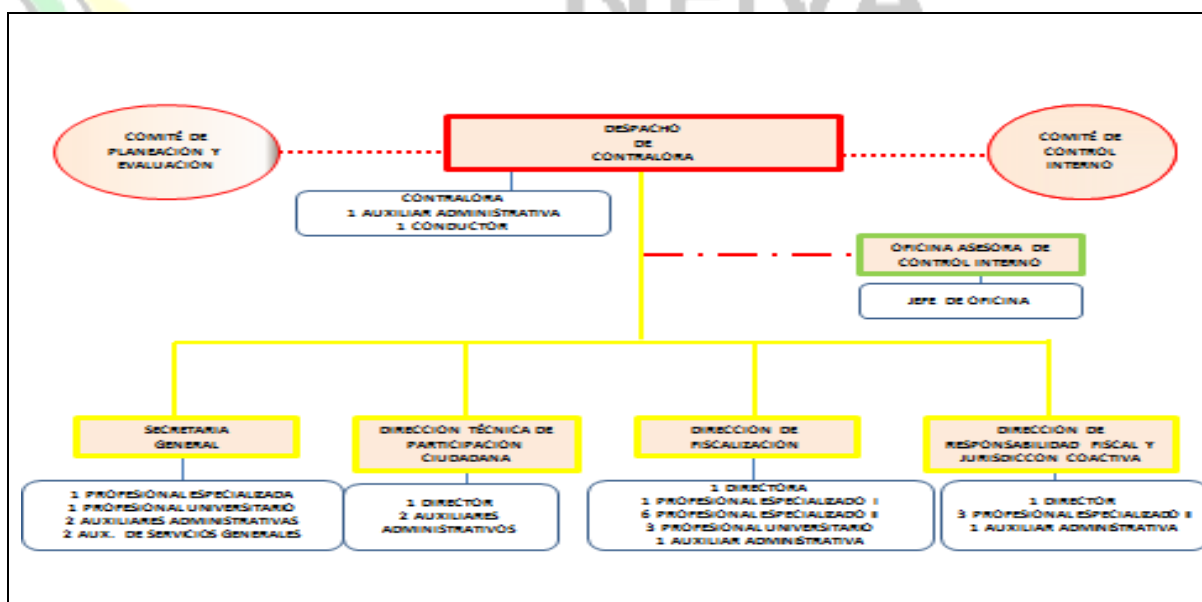 COMITÉ DE
PLANEACIÓN Y
EVALUACIÓN
DESPACHO
DE
CONTRALORA
COMITÉ DE
CONTROL
INTERNO
CONTRALORA
1 AUXILIAR ADMINISTRATIVA
1 CONDUCTOR
OFICINA ASESORA DE
CONTROL INTERNO
JEFE DE OFICINA
SECRETARIA
GENERAL
1 PROFESIONAL ESPECIALIZADA
1 PROFESIONAL UNIVERSITARIO
2 AUXILIARES ADMINISTRATIVAS
2 AUX. DE SERVICIOS GENERALES
DIRECCIÓN TÉCNICA DE
PARTICIPACIÓN
CIUDADANA
1 DIRECTOR
2 AUXILIARES
ADMINISTRATIVOS
DIRECCIÓN DE
FISCALIZACIÓN
1 DIRECTORA
1 PROFESIONAL ESPECIALIZADO I
6 PROFESIONAL ESPECIALIZADO II
3 PROFESIONAL UNIVERSITARIO
1 AUXILIAR ADMINISTRATIVA
DIRECCIÓN DE
RESPONSABILIDAD FISCAL Y
JURISDICCÓN COACTIVA
1 DIRECTOR
3 PROFESIONAL ESPECIALIZADO II
1 AUXILIAR ADMINISTRATIVA